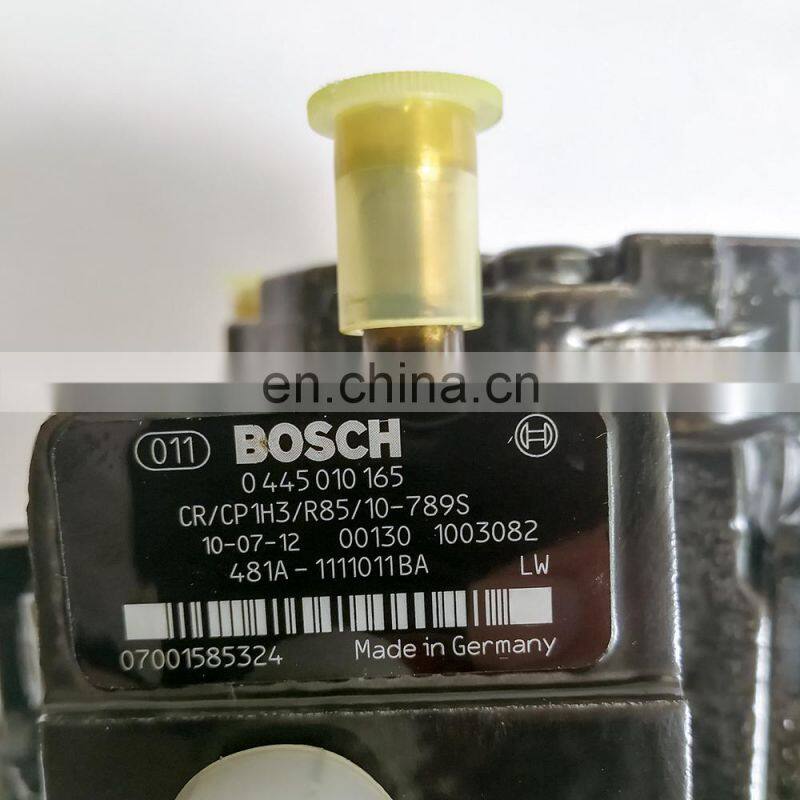 en.china.cn
011 BOSCH
0 445 010 165
CR/CP1H3/R85/10-789S
10-07-12 00130 1003082
481A-1111011BA LW
07001585324 Made in Germany